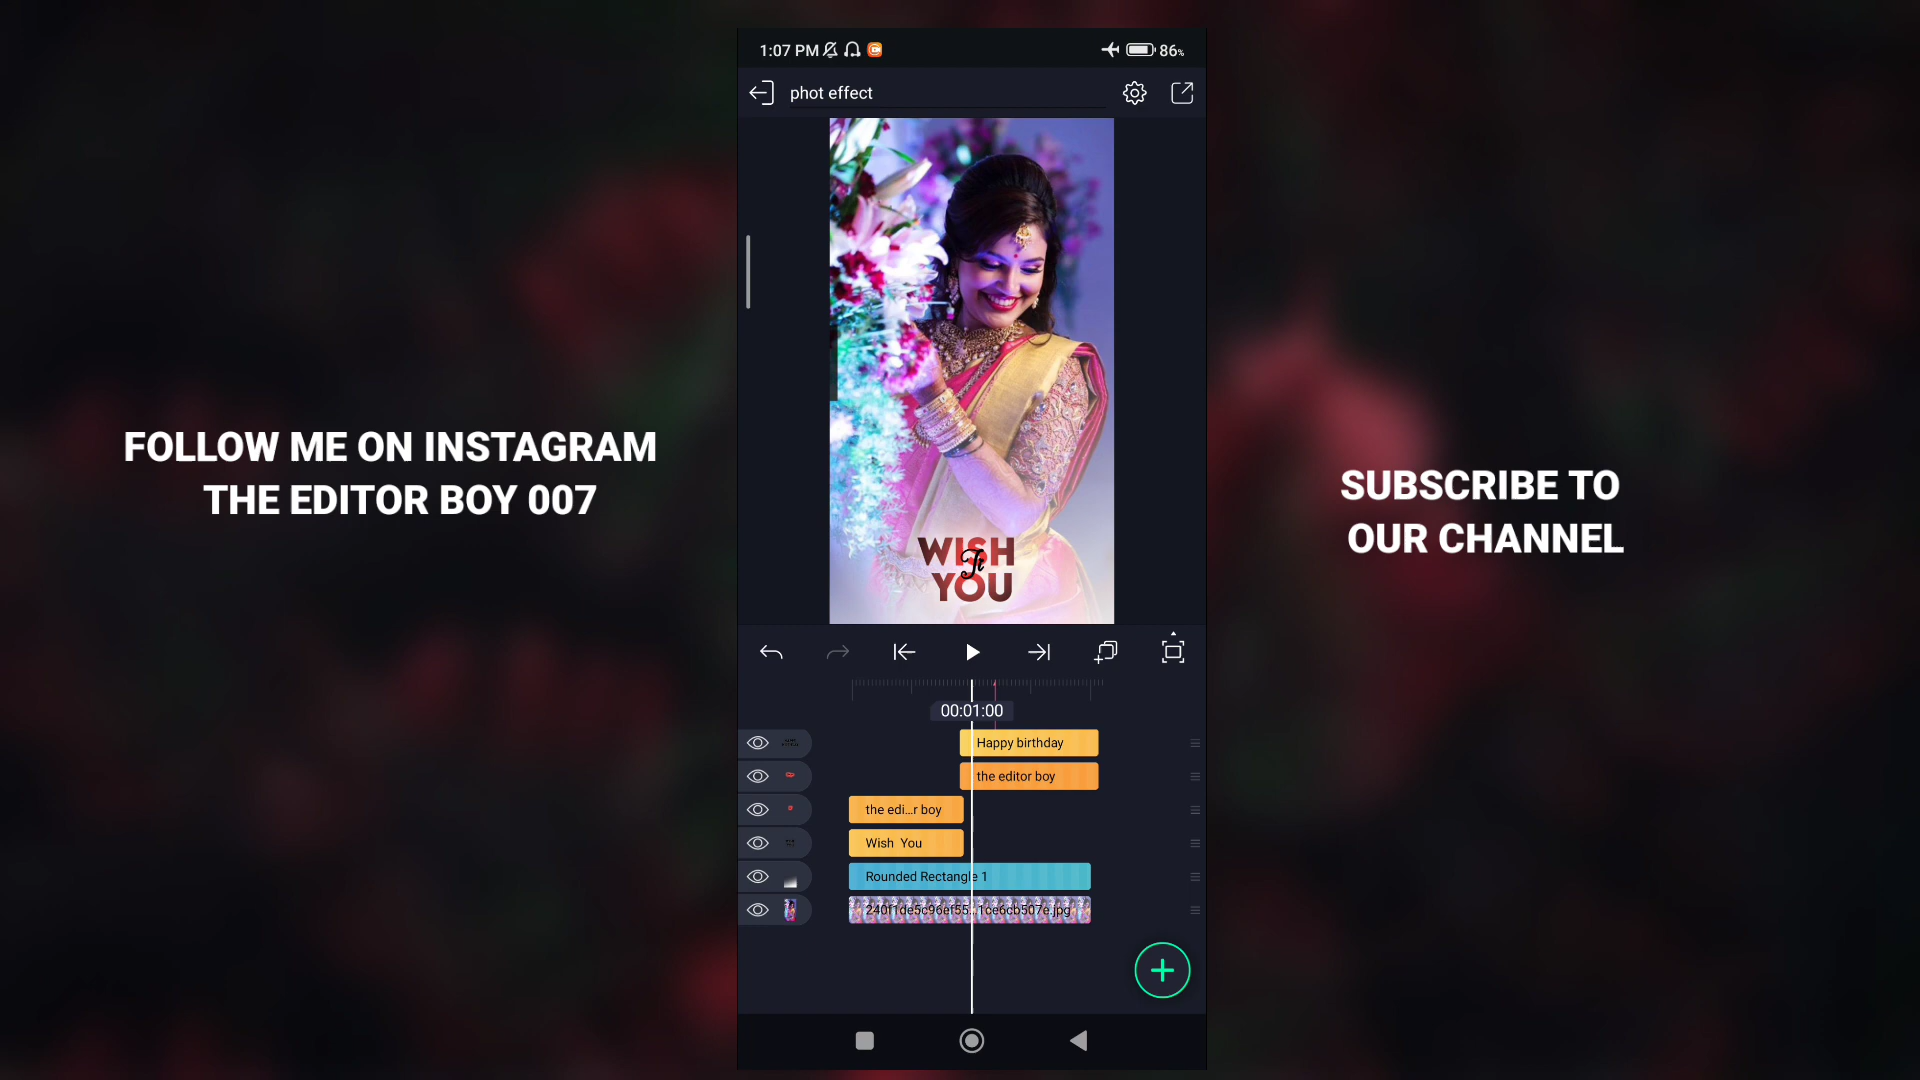 1:07 PM
86%
phot effect
FOLLOW ME ON INSTAGRAM
THE EDITOR BOY 007
SUBSCRIBE TO
OUR CHANNEL
WISH
Ti
YOU
00:01:00
Happy birthday
the editor boy
the edi...r boy
Wish You
Rounded Rectangle 1
240f1de5c96ef55...1ce6cb507e.jpg